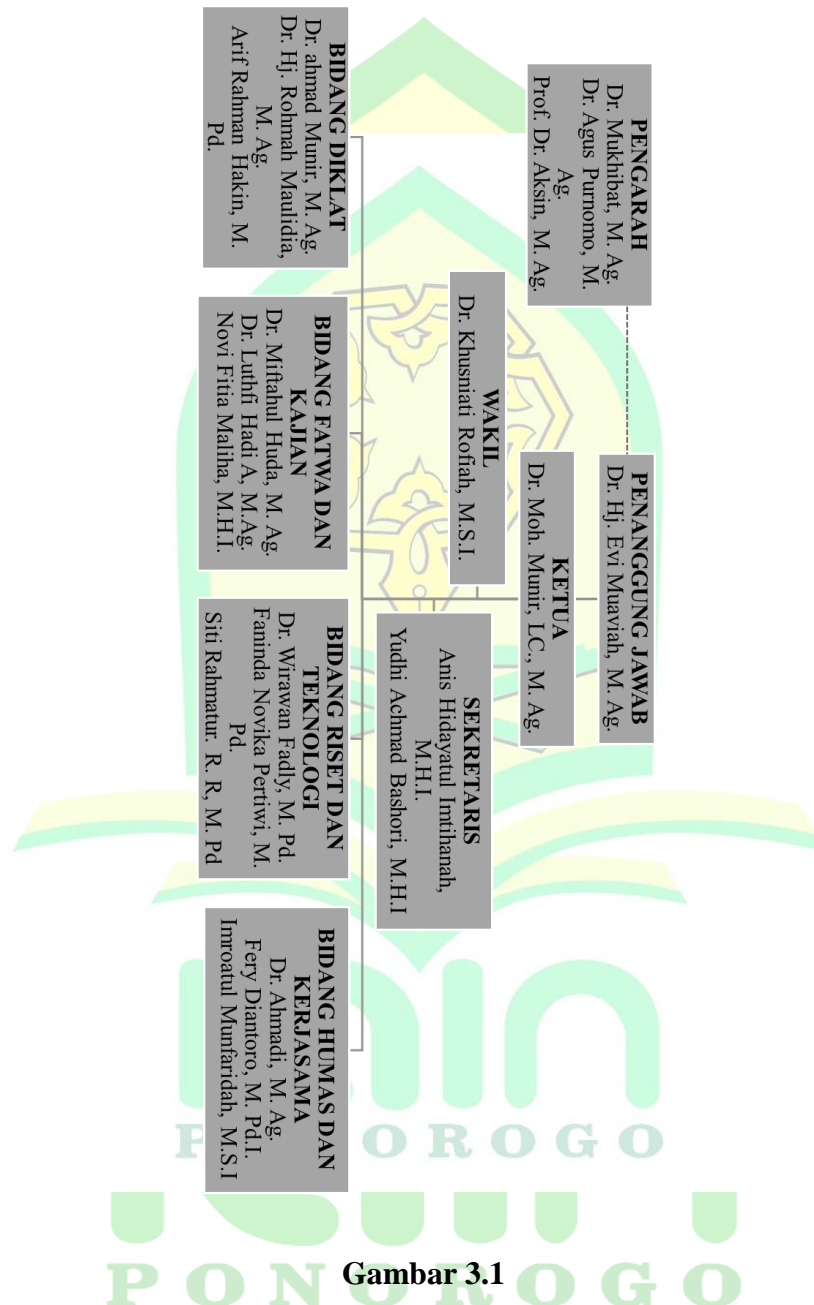 PENGARAH
Dr. Mukhibat, M. Ag.
Dr. Agus Purnomo, M.
Ag.
Prof. Dr. Aksin, M. Ag.
PENANGGUNG JAWAB
Dr. Hj. Evi Muaviah, M. Ag.
KETUA
Dr. Moh. Munir, LC., M. Ag.
WAKIL
Dr. Khusniati Rofiah, M.S.I.
SEKRETARIS
Anis Hidayatul Imtihanah,
M.H.I.
Yudhi Achmad Bashori, M.H.I
BIDANG DIKLAT
Dr. ahmad Munir, M. Ag.
Dr. Hj. Rohmah Maulidia,
M. Ag.
Arif Rahman Hakin, M.
Pd.
BIDANG FATWA DAN
KAJIAN
Dr. Miftahul Huda, M. Ag.
Dr. Luthfi Hadi A, M.Ag.
Novi Fitia Maliha, M.H.I.
BIDANG RISET DAN
TEKNOLOGI
Dr. Wirawan Fadly, M. Pd.
Faninda Novika Pertiwi, M.
Pd.
Siti Rahmatur. R. R, M. Pd
BIDANG HUMAS DAN
KERJASAMA
Dr. Ahmadi, M. Ag.
Fery Diantoro, M. Pd.I.
Imroatul Munfaridah, M.S.I
PONOROGO
Gambar 3.1
PONOROGO